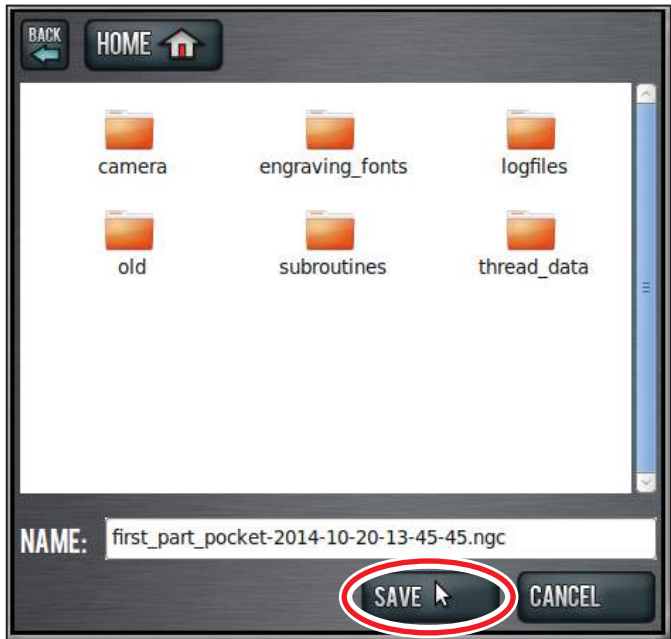 BACK HOME
camera engraving_fonts logfiles
old subroutines thread_data
NAME: first_part_pocket-2014-10-20-13-45-45.ngc
SAVE CANCEL